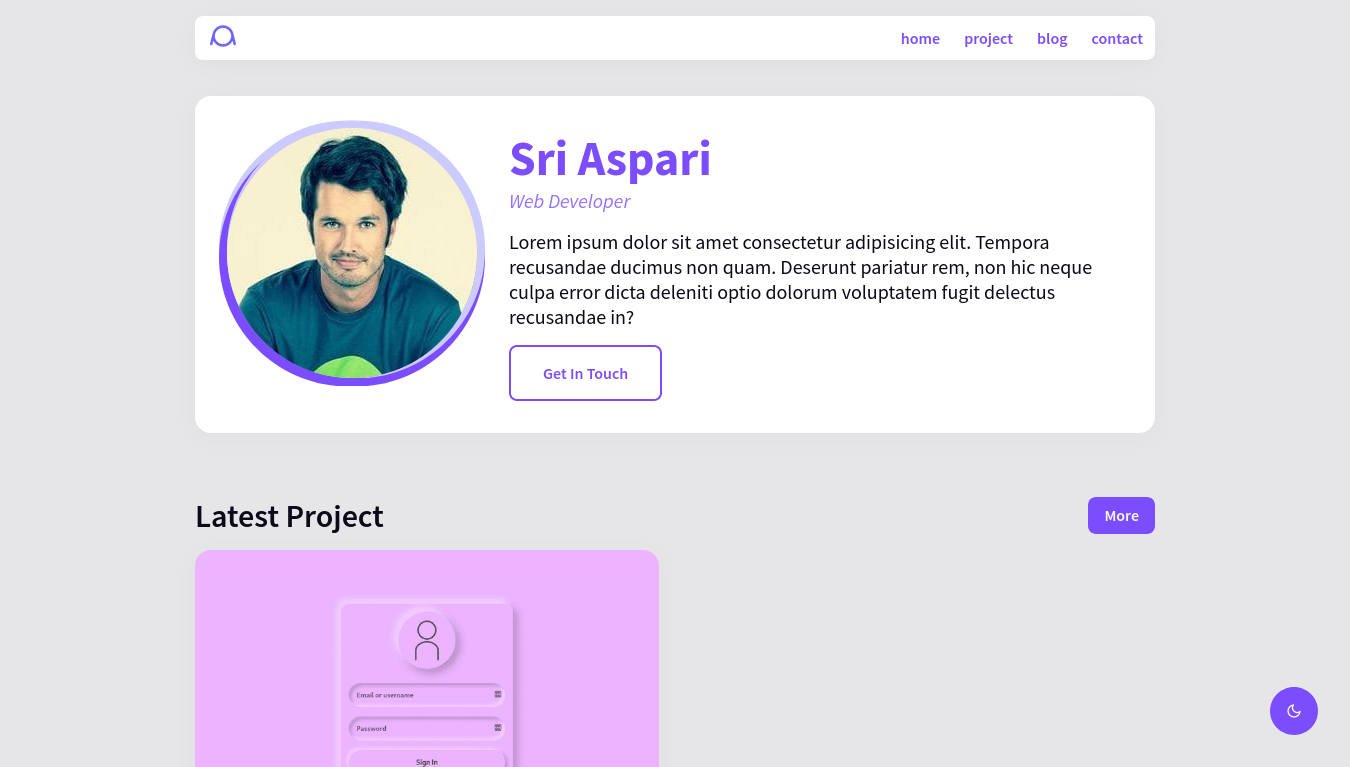 home
project
blog
contact
Sri Aspari
Web Developer
Lorem ipsum dolor sit amet consectetur adipisicing elit. Tempora
recusandae ducimus non quam. Deserunt pariatur rem, non hic neque
culpa error dicta deleniti optio dolorum voluptatem fugit delectus
recusandae in?
Get In Touch
Latest Project
More
Email or username
Password
Sign In